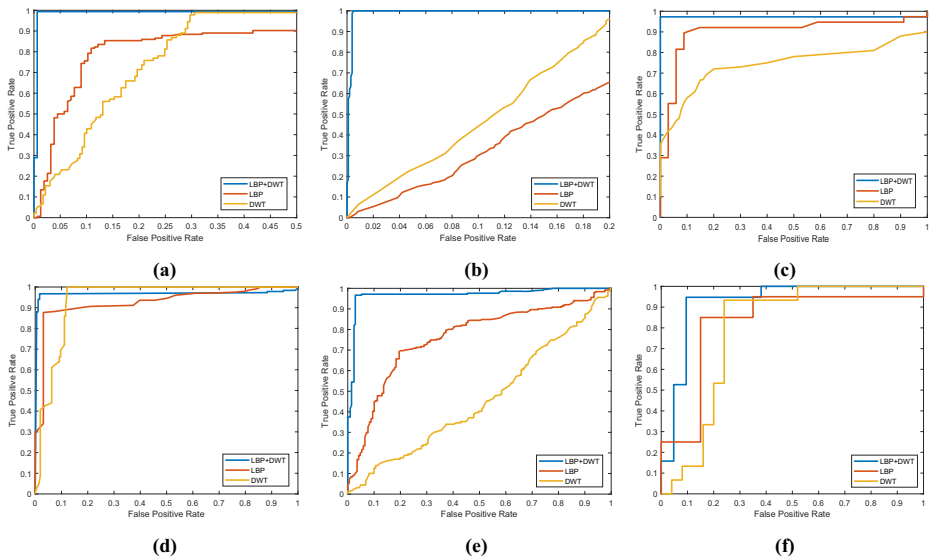 True Positive Rate
1
0.9
0.8
0.7
0.6
0.5
0.4
0.3
0.2
0.1
0
0 0.05 0.1 0.15 0.2 0.25 0.3 0.35 0.4 0.45 0.5
False Positive Rate
LBP+DWT
LBP
DWT
(a)
True Positive Rate
1
0.9
0.8
0.7
0.6
0.5
0.4
0.3
0.2
0.1
0
0 0.02 0.04 0.06 0.08 0.1 0.12 0.14 0.16 0.18 0.2
False Positive Rate
LBP+DWT
LBP
DWT
(b)
True Positive Rate
1
0.9
0.8
0.7
0.6
0.5
0.4
0.3
0.2
0.1
0
0 0.1 0.2 0.3 0.4 0.5 0.6 0.7 0.8 0.9 1
False Positive Rate
LBP+DWT
LBP
DWT
(c)
True Positive Rate
1
0.9
0.8
0.7
0.6
0.5
0.4
0.3
0.2
0.1
0
0 0.1 0.2 0.3 0.4 0.5 0.6 0.7 0.8 0.9 1
False Positive Rate
LBP+DWT
LBP
DWT
(d)
True Positive Rate
1
0.9
0.8
0.7
0.6
0.5
0.4
0.3
0.2
0.1
0
0 0.1 0.2 0.3 0.4 0.5 0.6 0.7 0.8 0.9 1
False Positive Rate
LBP+DWT
LBP
DWT
(e)
True Positive Rate
1
0.9
0.8
0.7
0.6
0.5
0.4
0.3
0.2
0.1
0
0 0.1 0.2 0.3 0.4 0.5 0.6 0.7 0.8 0.9 1
False Positive Rate
LBP+DWT
LBP
DWT
(f)